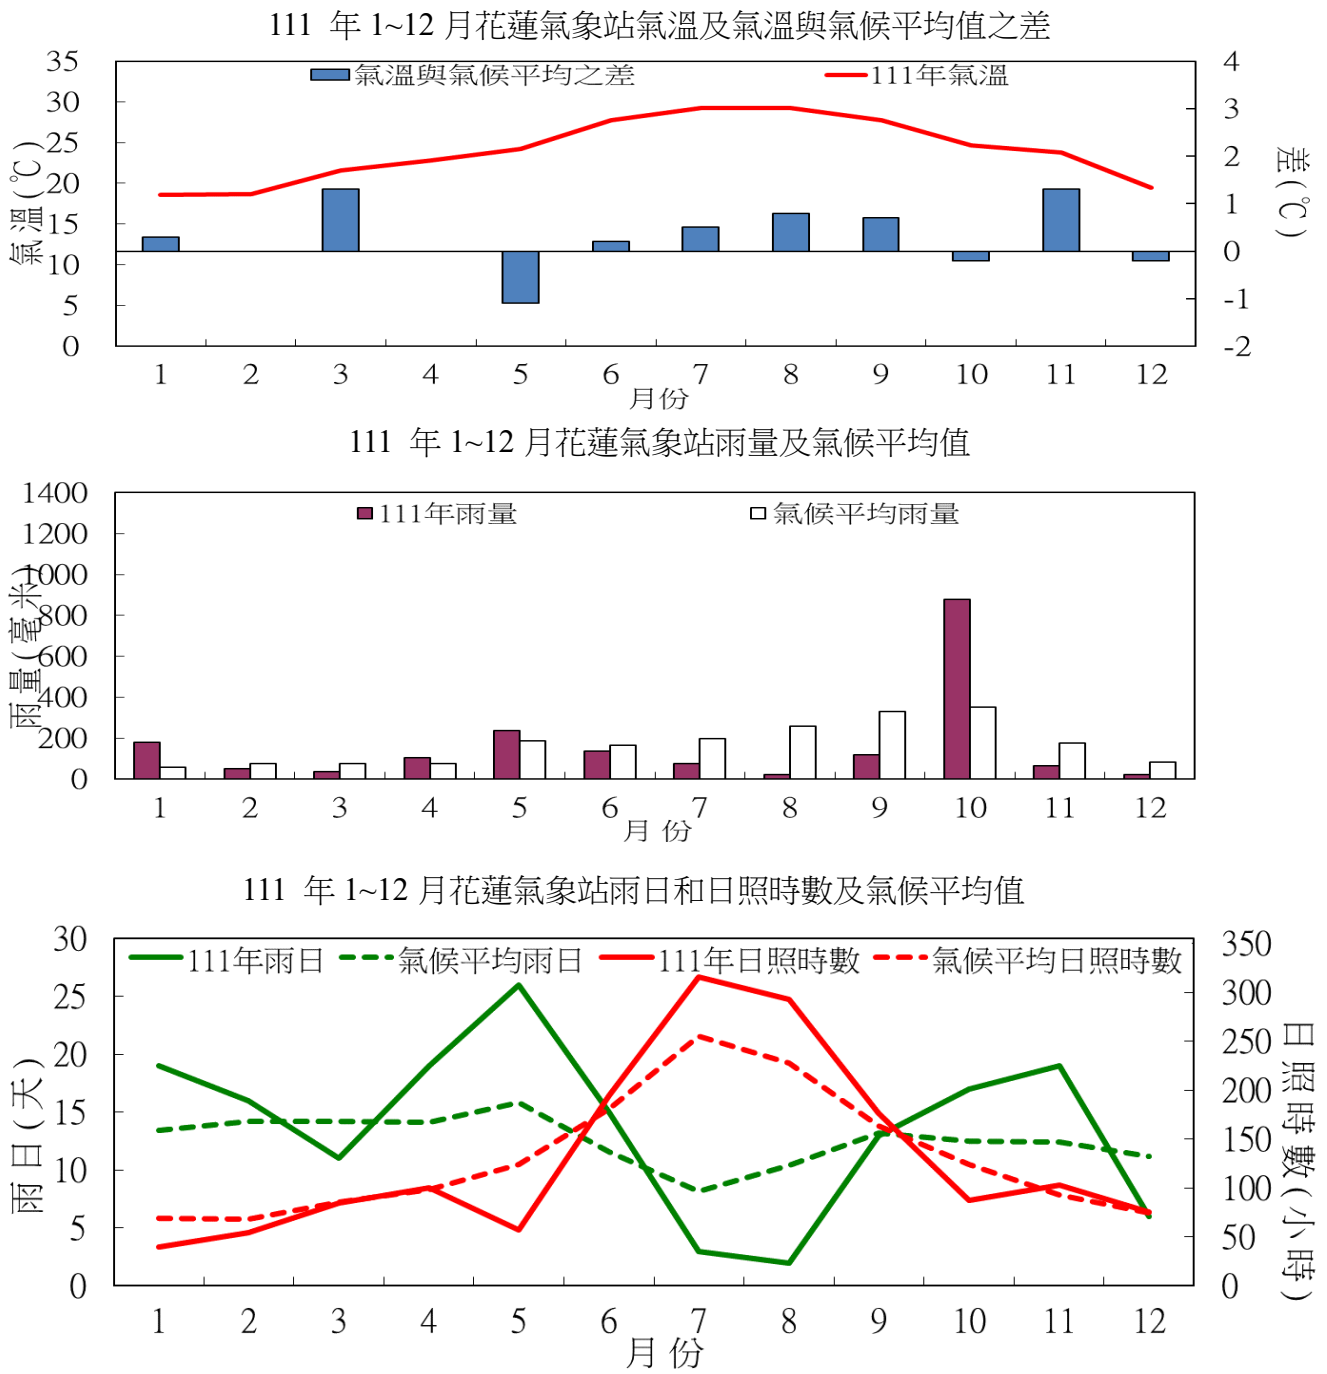 111 年 1~12 月花蓮氣象站氣溫及氣溫與氣候平均值之差
氣溫與氣候平均之差 111年氣溫
氣溫(℃)
35
30
25
20
15
10
5
0
差(℃)
4
3
2
1
0
-1
-2
1 2 3 4 5 6 7 8 9 10 11 12
月份
111 年 1~12 月花蓮氣象站雨量及氣候平均值
111年雨量 氣候平均雨量
雨量(毫米)
1400
1200
1000
800
600
400
200
0
1 2 3 4 5 6 7 8 9 10 11 12
月份
111 年 1~12 月花蓮氣象站雨日和日照時數及氣候平均值
111年雨日 氣候平均雨日 111年日照時數 氣候平均日照時數
雨日(天)
30
25
20
15
10
5
0
日照時數(小時)
350
300
250
200
150
100
50
0
1 2 3 4 5 6 7 8 9 10 11 12
月份